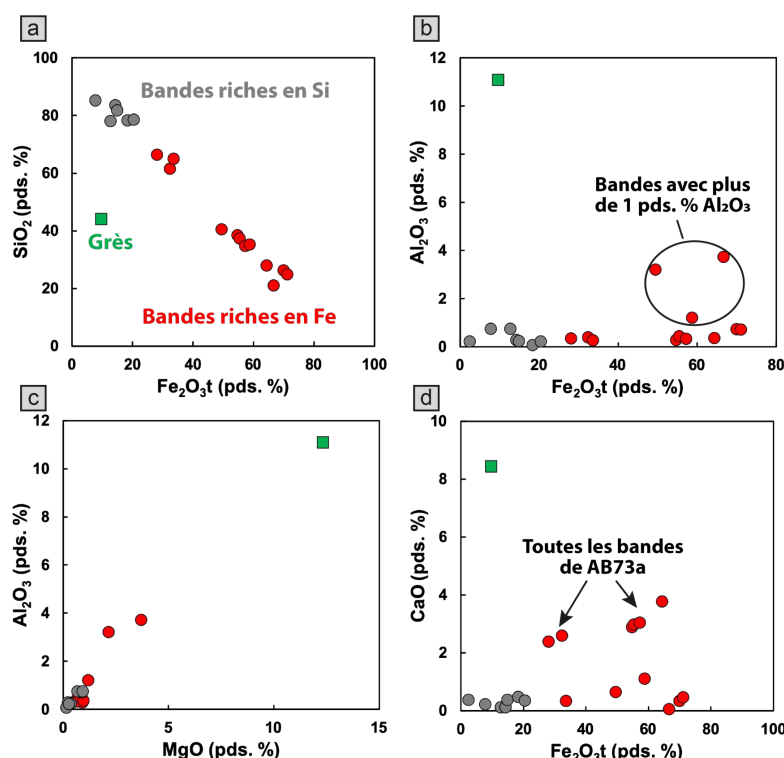 a
100
80
60
40
20
0
SiO₂ (pds. %)
Bandes riches en Si
Grès
Bandes riches en Fe
0 20 40 60 80 100
Fe₂O₃t (pds. %)
b
12
10
8
6
4
2
0
Al₂O₃ (pds. %)
Bandes avec plus
de 1 pds. % Al₂O₃
0 20 40 60 80
Fe₂O₃t (pds. %)
c
12
10
8
6
4
2
0
Al₂O₃ (pds. %)
0 5 10 15
MgO (pds. %)
d
10
8
6
4
2
0
CaO (pds. %)
Toutes les bandes
de AB73a
0 20 40 60 80 100
Fe₂O₃t (pds. %)